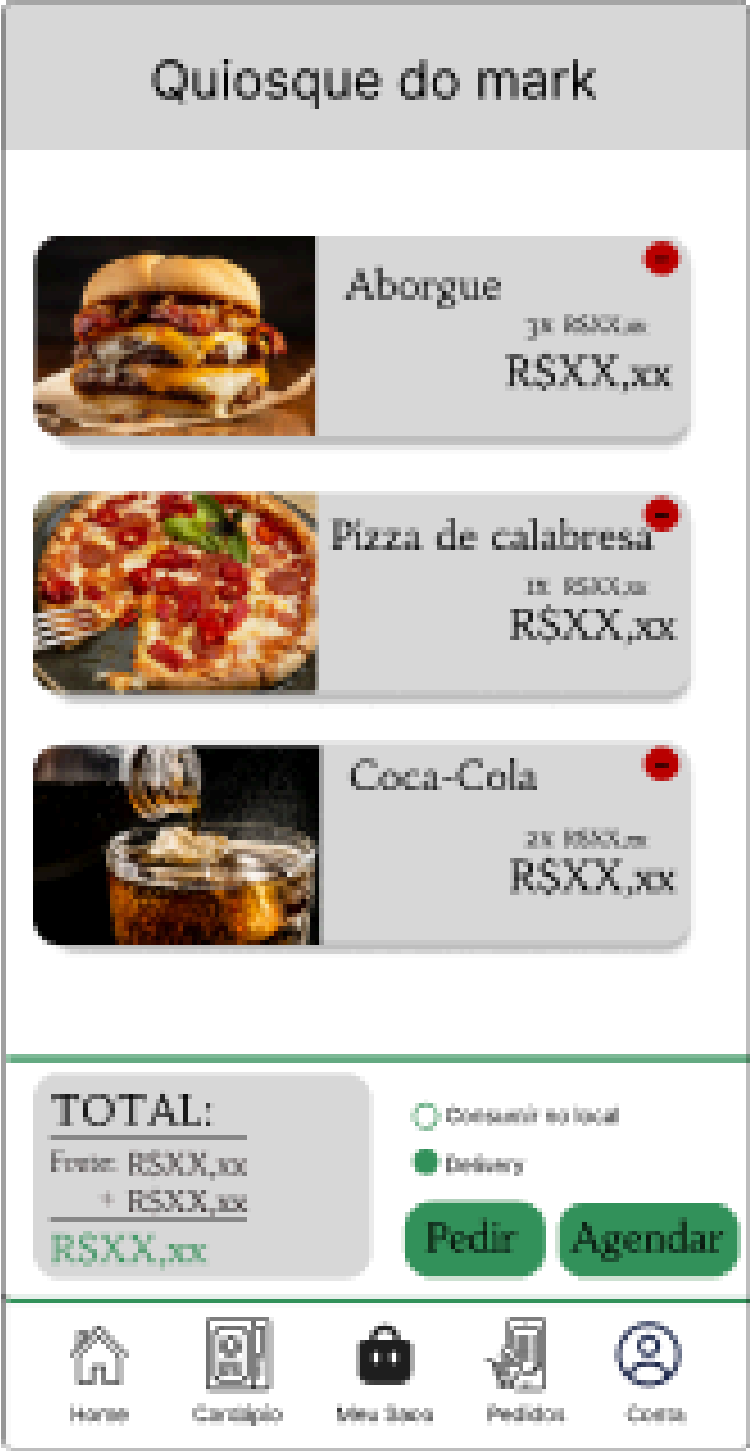 Quiosque do mark
Aborgue
3x R$XX,xx
R$XX,xx
Pizza de calabresa
1x R$XX,xx
R$XX,xx
Coca-Cola
2x R$XX,xx
R$XX,xx
TOTAL:
Frete: R$XX,xx
+ R$XX,xx
R$XX,xx
Consumir no local
Delivery
Pedir
Agendar
Home
Cardápio
Meu
Pedidos
Conta